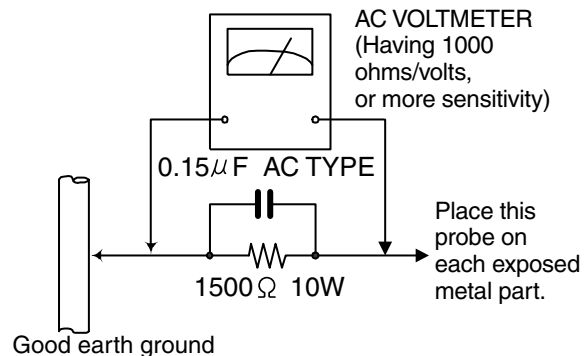 AC VOLTMETER
(Having 1000
ohms/volts,
or more sensitivity)
0.15μF AC TYPE
Place this
probe on
each exposed
metal part.
1500Ω 10W
Good earth ground